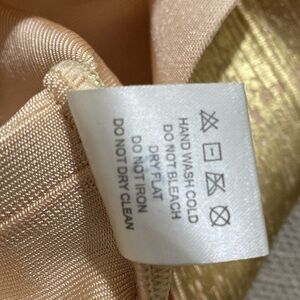 HAND WASH COLD
DO NOT BLEACH
DRY FLAT
DO NOT IRON
DO NOT DRY CLEAN